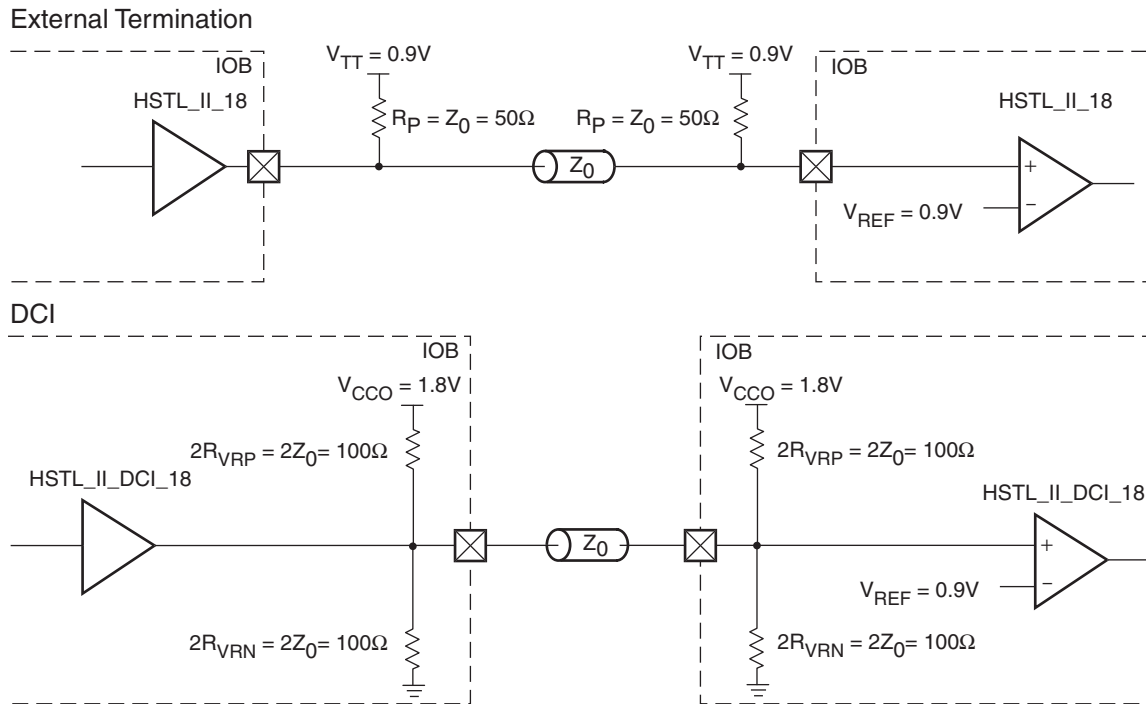 External Termination
IOB
HSTL_II_18
V_TT = 0.9V
R_P = Z_0 = 50Ω
Z_0
V_TT = 0.9V
R_P = Z_0 = 50Ω
IOB
HSTL_II_18
+
−
V_REF = 0.9V
DCI
IOB
V_CCO = 1.8V
2R_VRP = 2Z_0= 100Ω
HSTL_II_DCI_18
2R_VRN = 2Z_0= 100Ω
Z_0
IOB
V_CCO = 1.8V
2R_VRP = 2Z_0= 100Ω
HSTL_II_DCI_18
+
−
V_REF = 0.9V
2R_VRN = 2Z_0= 100Ω